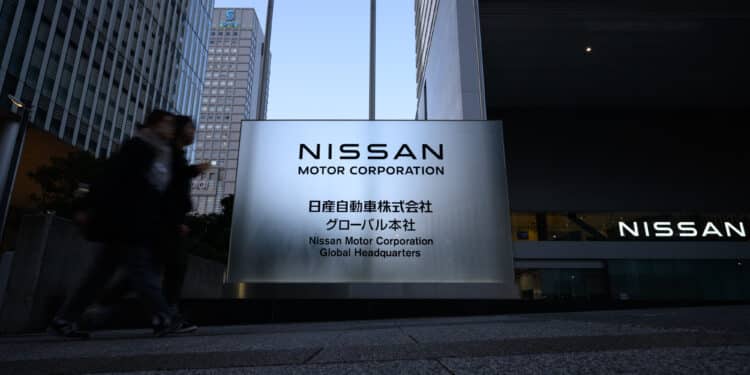 NISSAN
MOTOR CORPORATION
日産自動車株式会社
グローバル本社
Nissan Motor Corporation
Global Headquarters
NISSAN